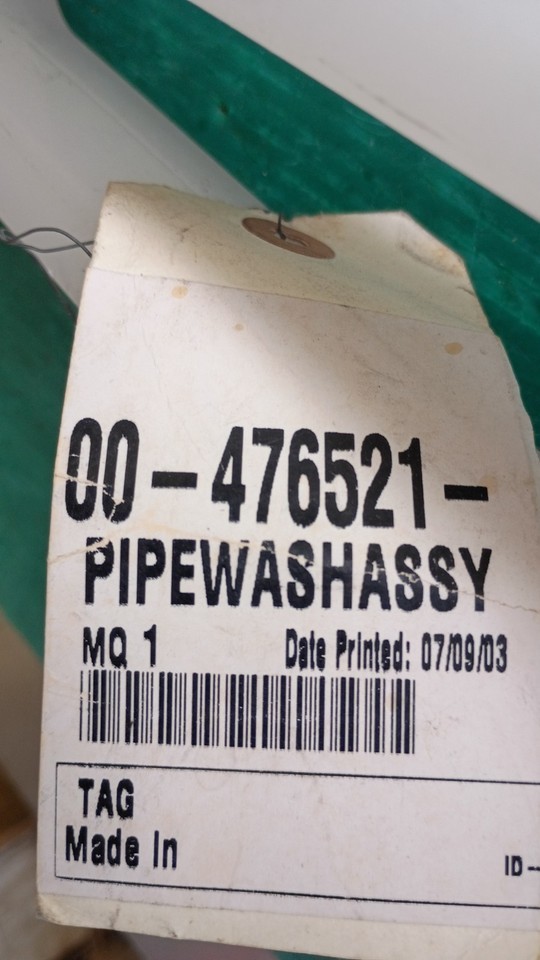 00-476521-
PIPEWASHASSY
MQ 1 Date Printed: 07/09/03
TAG
Made In
ID --